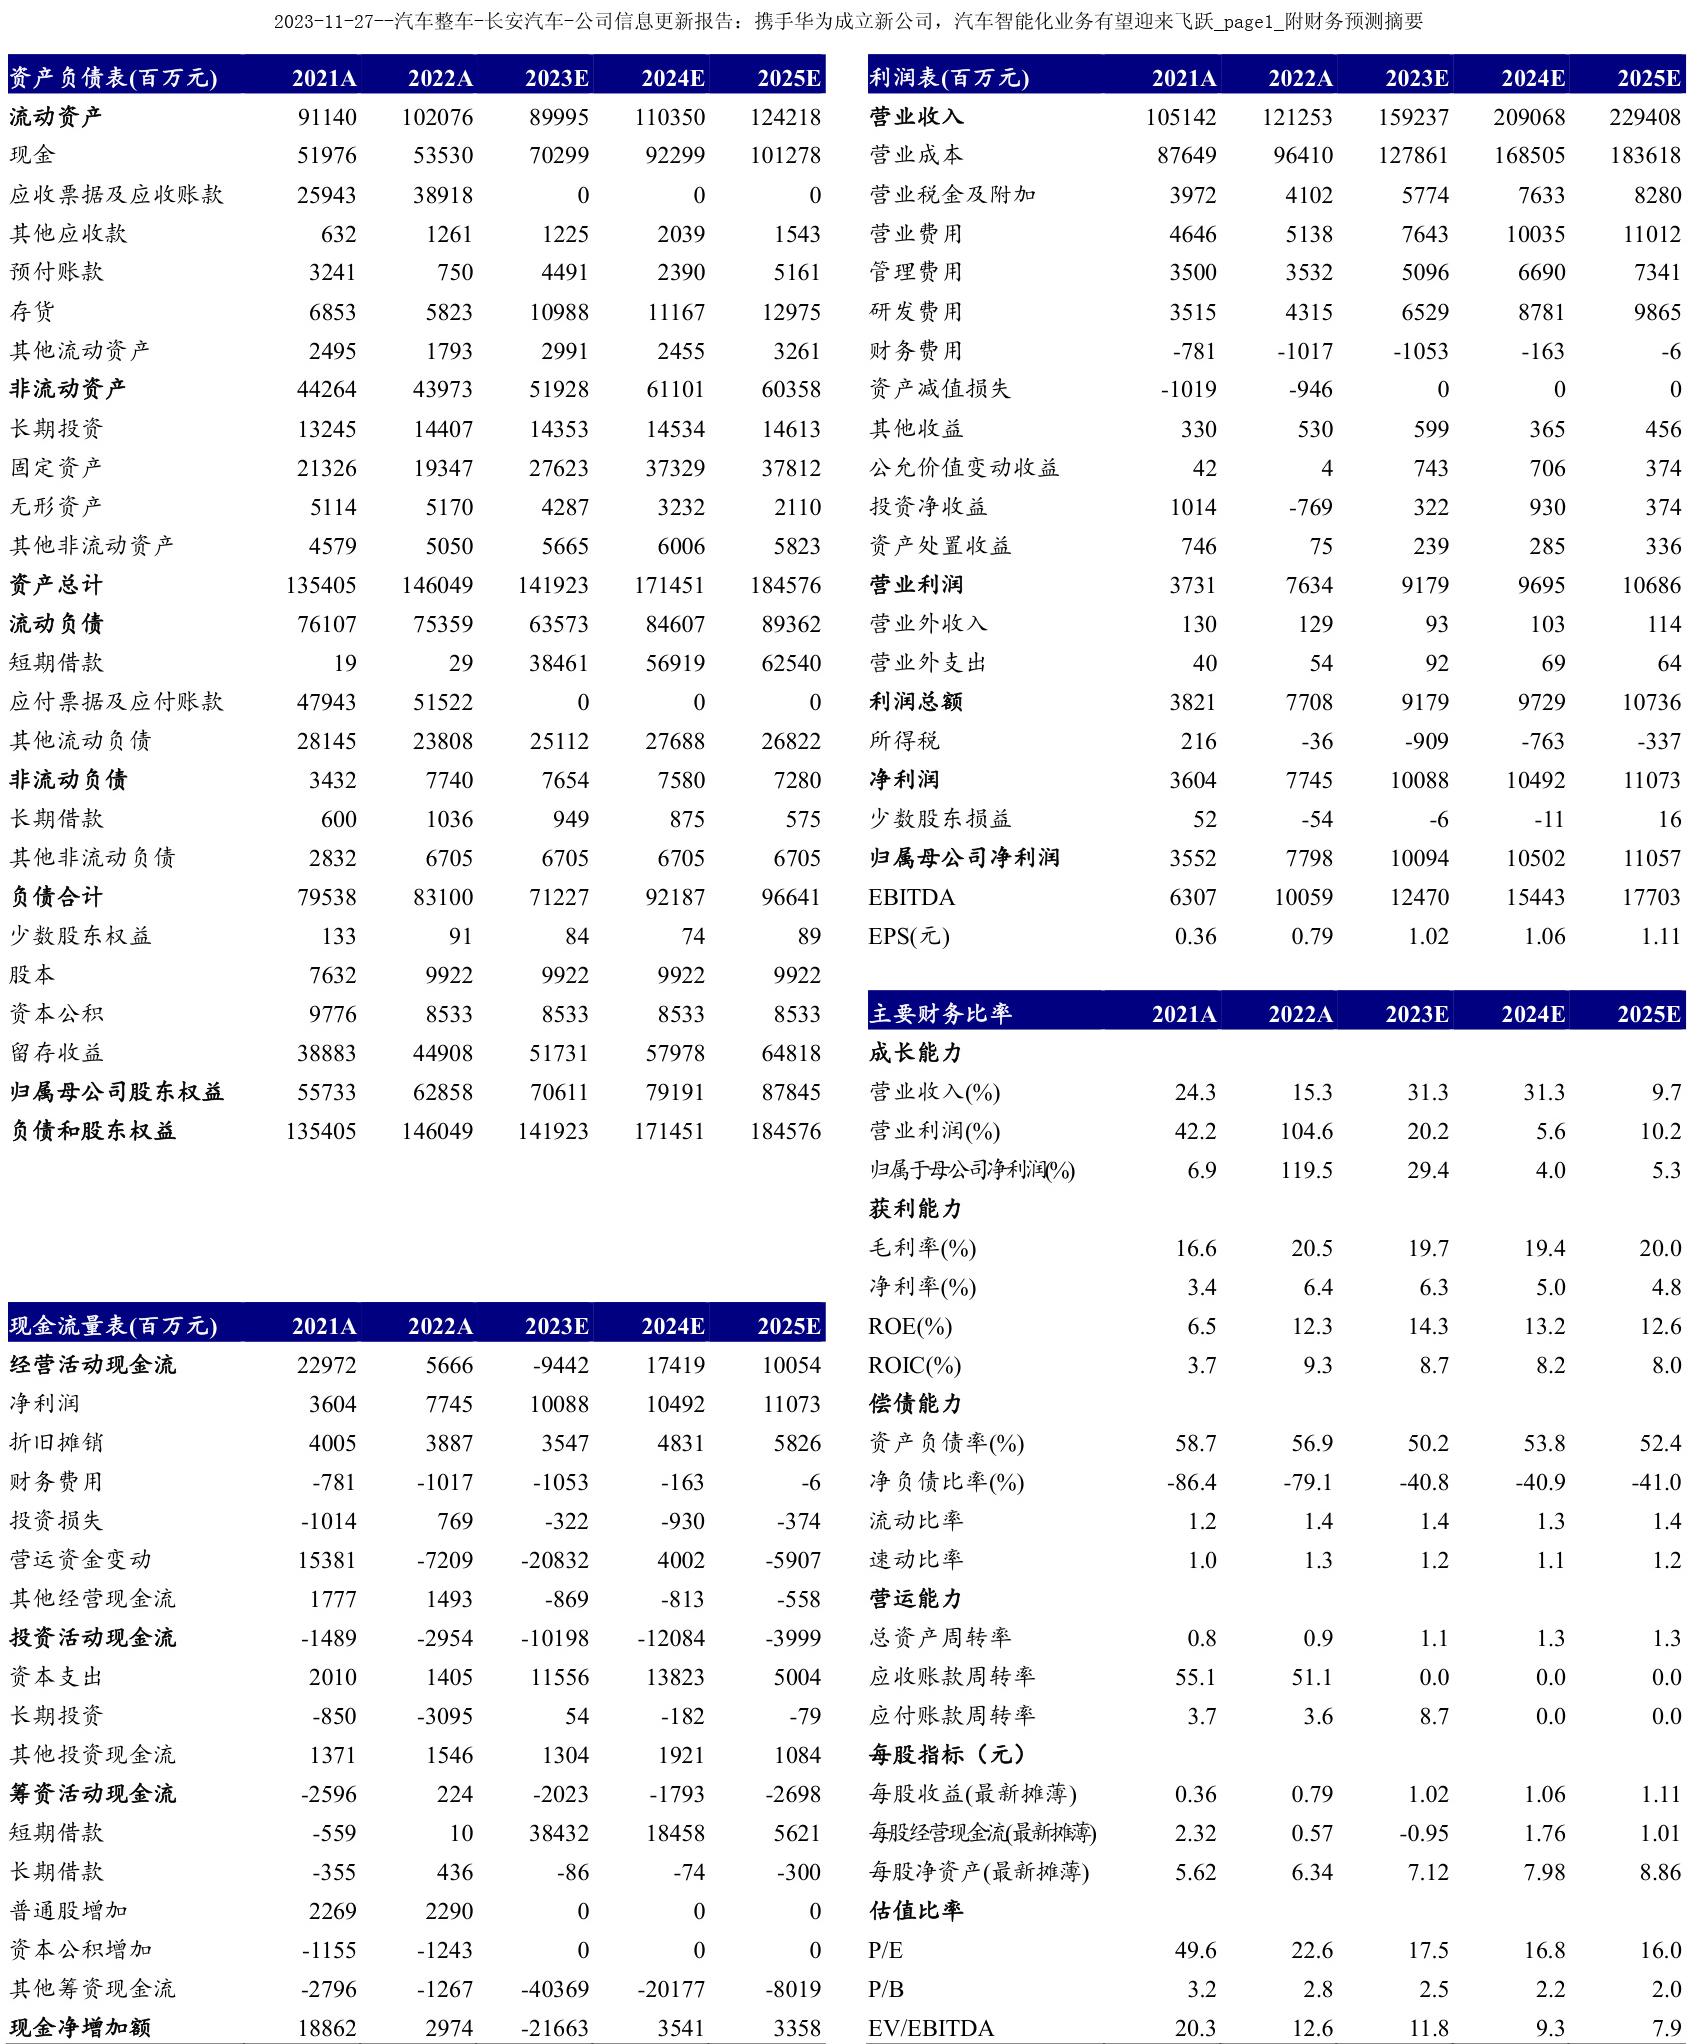 2023-11-27--汽车整车-长安汽车-公司信息更新报告：携手华为成立新公司，汽车智能化业务有望迎来飞跃_page1_附财务预测摘要
资产负债表(百万元) 2021A 2022A 2023E 2024E 2025E
流动资产 91140 102076 89995 110350 124218
现金 51976 53530 70299 92299 101278
应收票据及应收账款 25943 38918 0 0 0
其他应收款 632 1261 1225 2039 1543
预付账款 3241 750 4491 2390 5161
存货 6853 5823 10988 11167 12975
其他流动资产 2495 1793 2991 2455 3261
非流动资产 44264 43973 51928 61101 60358
长期投资 13245 14407 14353 14534 14613
固定资产 21326 19347 27623 37329 37812
无形资产 5114 5170 4287 3232 2110
其他非流动资产 4579 5050 5665 6006 5823
资产总计 135405 146049 141923 171451 184576
流动负债 76107 75359 63573 84607 89362
短期借款 19 29 38461 56919 62540
应付票据及应付账款 47943 51522 0 0 0
其他流动负债 28145 23808 25112 27688 26822
非流动负债 3432 7740 7654 7580 7280
长期借款 600 1036 949 875 575
其他非流动负债 2832 6705 6705 6705 6705
负债合计 79538 83100 71227 92187 96641
少数股东权益 133 91 84 74 89
股本 7632 9922 9922 9922 9922
资本公积 9776 8533 8533 8533 8533
留存收益 38883 44908 51731 57978 64818
归属母公司股东权益 55733 62858 70611 79191 87845
负债和股东权益 135405 146049 141923 171451 184576
现金流量表(百万元) 2021A 2022A 2023E 2024E 2025E
经营活动现金流 22972 5666 -9442 17419 10054
净利润 3604 7745 10088 10492 11073
折旧摊销 4005 3887 3547 4831 5826
财务费用 -781 -1017 -1053 -163 -6
投资损失 -1014 769 -322 -930 -374
营运资金变动 15381 -7209 -20832 4002 -5907
其他经营现金流 1777 1493 -869 -813 -558
投资活动现金流 -1489 -2954 -10198 -12084 -3999
资本支出 2010 1405 11556 13823 5004
长期投资 -850 -3095 54 -182 -79
其他投资现金流 1371 1546 1304 1921 1084
筹资活动现金流 -2596 224 -2023 -1793 -2698
短期借款 -559 10 38432 18458 5621
长期借款 -355 436 -86 -74 -300
普通股增加 2269 2290 0 0 0
资本公积增加 -1155 -1243 0 0 0
其他筹资现金流 -2796 -1267 -40369 -20177 -8019
现金净增加额 18862 2974 -21663 3541 3358
利润表(百万元) 2021A 2022A 2023E 2024E 2025E
营业收入 105142 121253 159237 209068 229408
营业成本 87649 96410 127861 168505 183618
营业税金及附加 3972 4102 5774 7633 8280
营业费用 4646 5138 7643 10035 11012
管理费用 3500 3532 5096 6690 7341
研发费用 3515 4315 6529 8781 9865
财务费用 -781 -1017 -1053 -163 -6
资产减值损失 -1019 -946 0 0 0
其他收益 330 530 599 365 456
公允价值变动收益 42 4 743 706 374
投资净收益 1014 -769 322 930 374
资产处置收益 746 75 239 285 336
营业利润 3731 7634 9179 9695 10686
营业外收入 130 129 93 103 114
营业外支出 40 54 92 69 64
利润总额 3821 7708 9179 9729 10736
所得税 216 -36 -909 -763 -337
净利润 3604 7745 10088 10492 11073
少数股东损益 52 -54 -6 -11 16
归属母公司净利润 3552 7798 10094 10502 11057
EBITDA 6307 10059 12470 15443 17703
EPS(元) 0.36 0.79 1.02 1.06 1.11
主要财务比率 2021A 2022A 2023E 2024E 2025E
成长能力
营业收入(%) 24.3 15.3 31.3 31.3 9.7
营业利润(%) 42.2 104.6 20.2 5.6 10.2
归属于母公司净利润(%) 6.9 119.5 29.4 4.0 5.3
获利能力
毛利率(%) 16.6 20.5 19.7 19.4 20.0
净利率(%) 3.4 6.4 6.3 5.0 4.8
ROE(%) 6.5 12.3 14.3 13.2 12.6
ROIC(%) 3.7 9.3 8.7 8.2 8.0
偿债能力
资产负债率(%) 58.7 56.9 50.2 53.8 52.4
净负债比率(%) -86.4 -79.1 -40.8 -40.9 -41.0
流动比率 1.2 1.4 1.4 1.3 1.4
速动比率 1.0 1.3 1.2 1.1 1.2
营运能力
总资产周转率 0.8 0.9 1.1 1.3 1.3
应收账款周转率 55.1 51.1 0.0 0.0 0.0
应付账款周转率 3.7 3.6 8.7 0.0 0.0
每股指标（元）
每股收益(最新摊薄) 0.36 0.79 1.02 1.06 1.11
每股经营现金流(最新摊薄) 2.32 0.57 -0.95 1.76 1.01
每股净资产(最新摊薄) 5.62 6.34 7.12 7.98 8.86
估值比率
P/E 49.6 22.6 17.5 16.8 16.0
P/B 3.2 2.8 2.5 2.2 2.0
EV/EBITDA 20.3 12.6 11.8 9.3 7.9